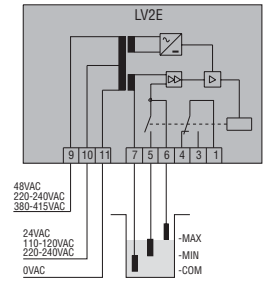 LV2E
9 10 11 7 5 6 4 3 1
48VAC
220-240VAC
380-415VAC
24VAC
110-120VAC
220-240VAC
0VAC
-MAX
-MIN
-COM